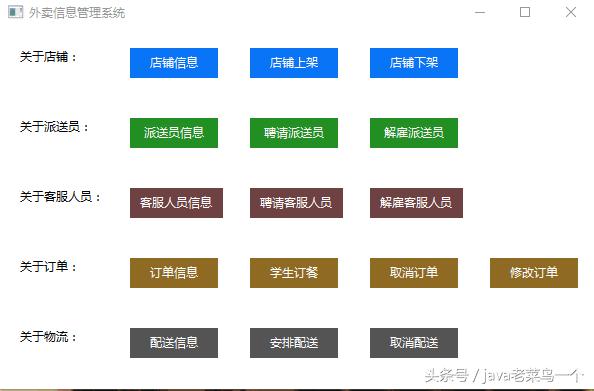 外卖信息管理系统
关于店铺： 店铺信息 店铺上架 店铺下架
关于派送员： 派送员信息 聘请派送员 解雇派送员
关于客服人员： 客服人员信息 聘请客服人员 解雇客服人员
关于订单： 订单信息 学生订餐 取消订单 修改订单
关于物流： 配送信息 安排配送 取消配送
头条号 / java老菜鸟一个